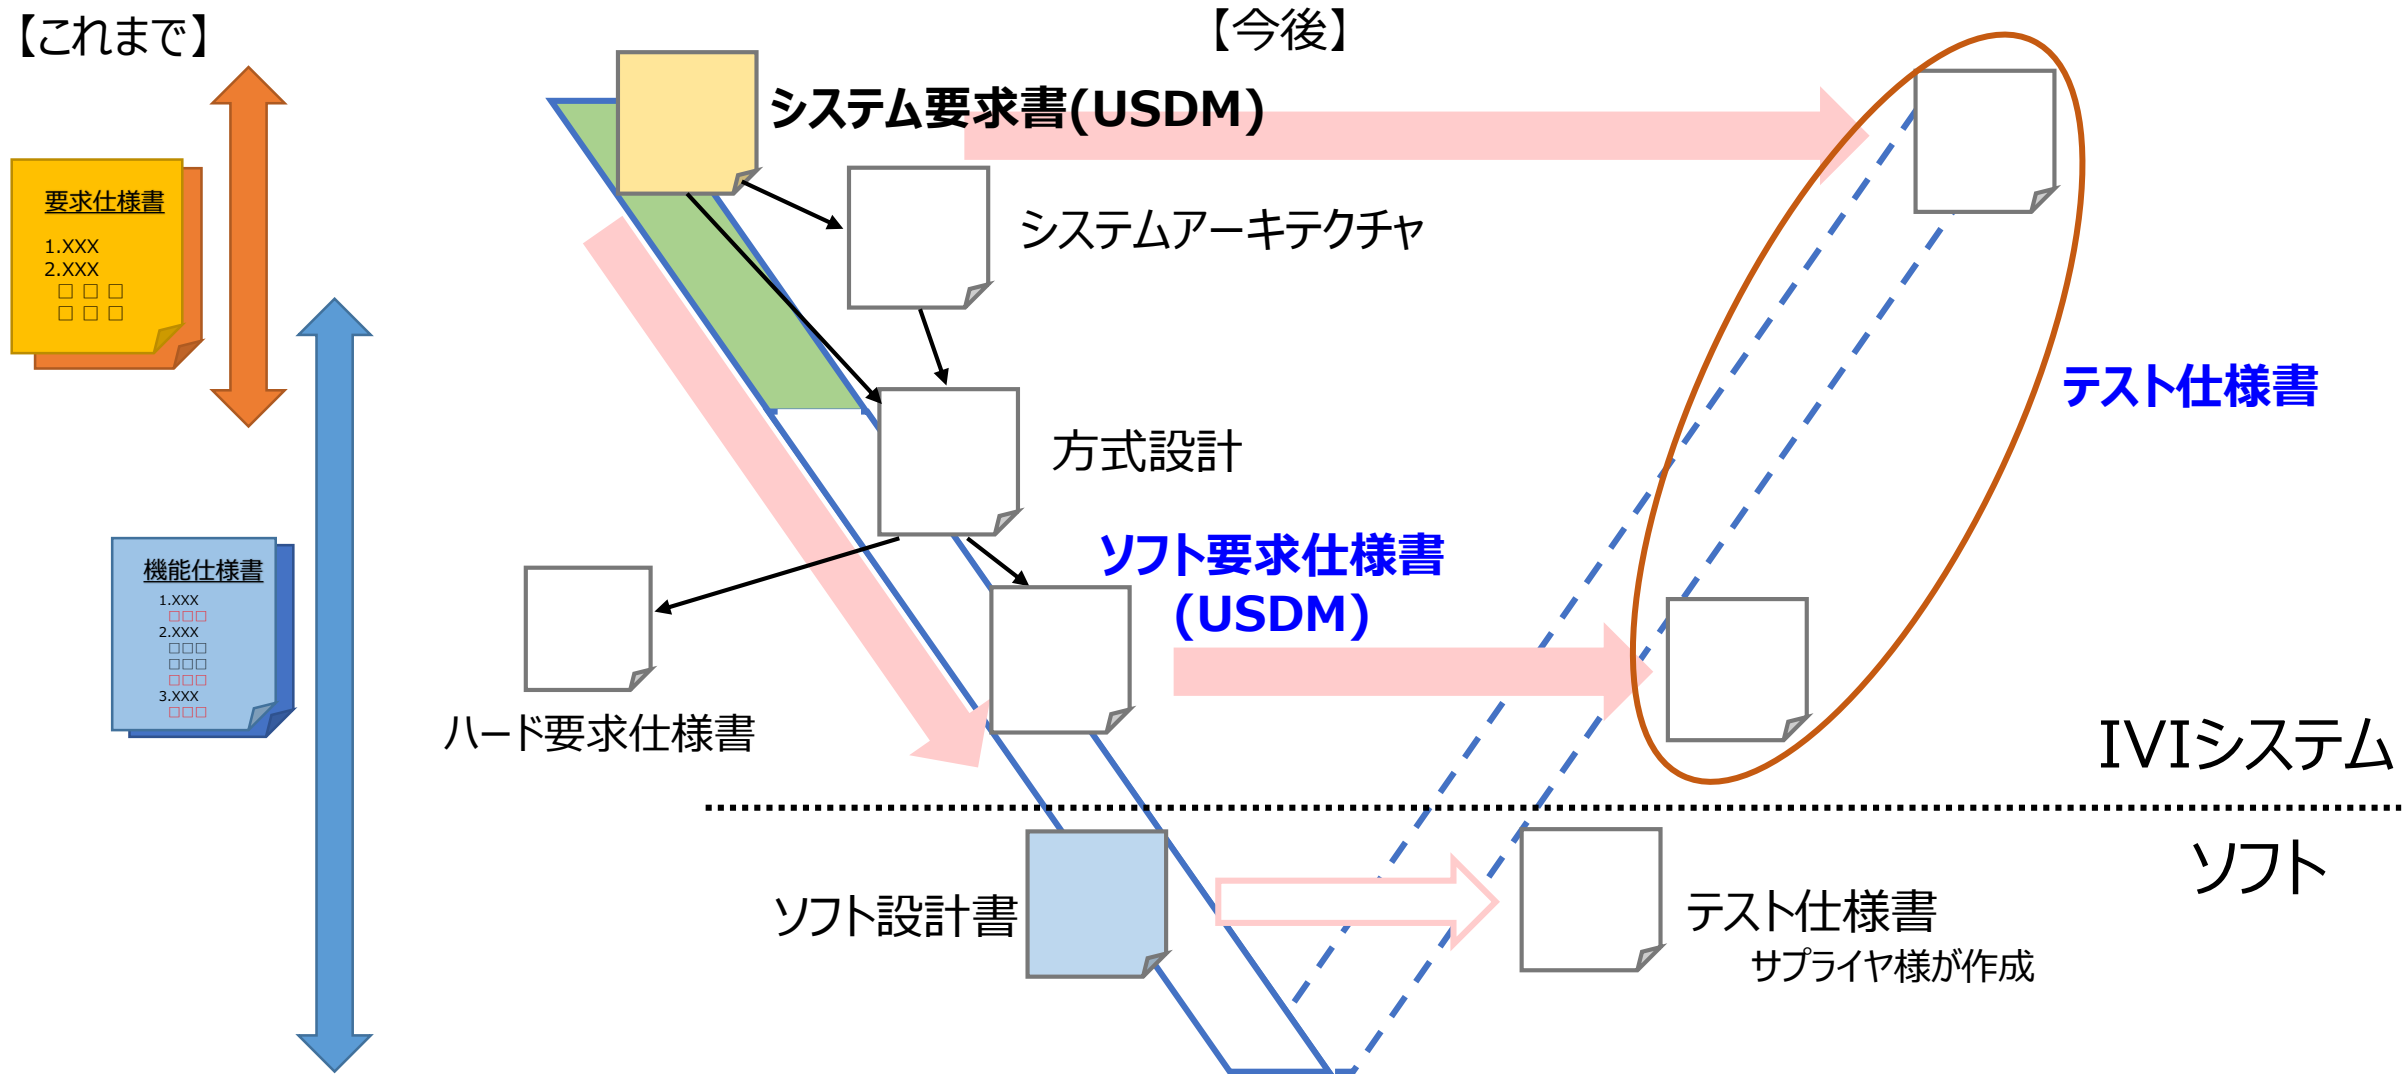 【これまで】
【今後】
システム要求書(USDM)
要求仕様書
1.XXX
2.XXX
□ □ □
□ □ □
システムアーキテクチャ
テスト仕様書
方式設計
ソフト要求仕様書
(USDM)
機能仕様書
1.XXX
□□□
2.XXX
□□□
□□□
□□□
3.XXX
□□□
ハード要求仕様書
IVIシステム
ソフト
ソフト設計書
テスト仕様書
サプライヤ様が作成